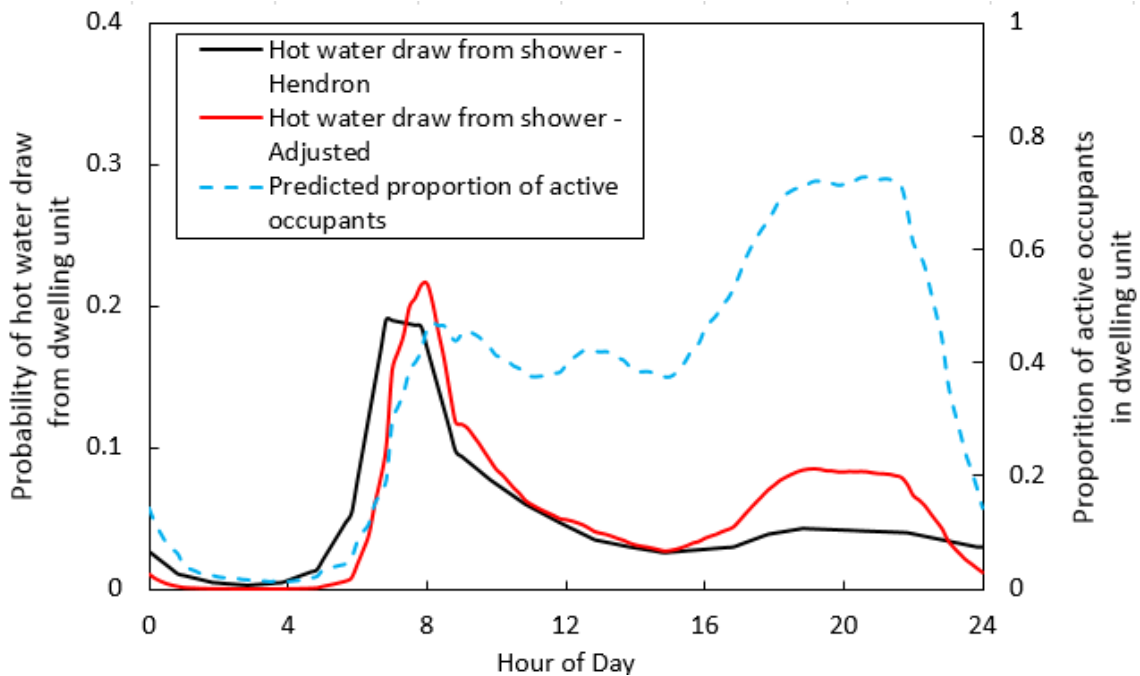 Hot water draw from shower -
Hendron
Hot water draw from shower -
Adjusted
Predicted proportion of active
occupants
Probability of hot water draw
from dwelling unit
0.4
0.3
0.2
0.1
0
Proportion of active occupants
in dwelling unit
1
0.8
0.6
0.4
0.2
0
0 4 8 12 16 20 24
Hour of Day